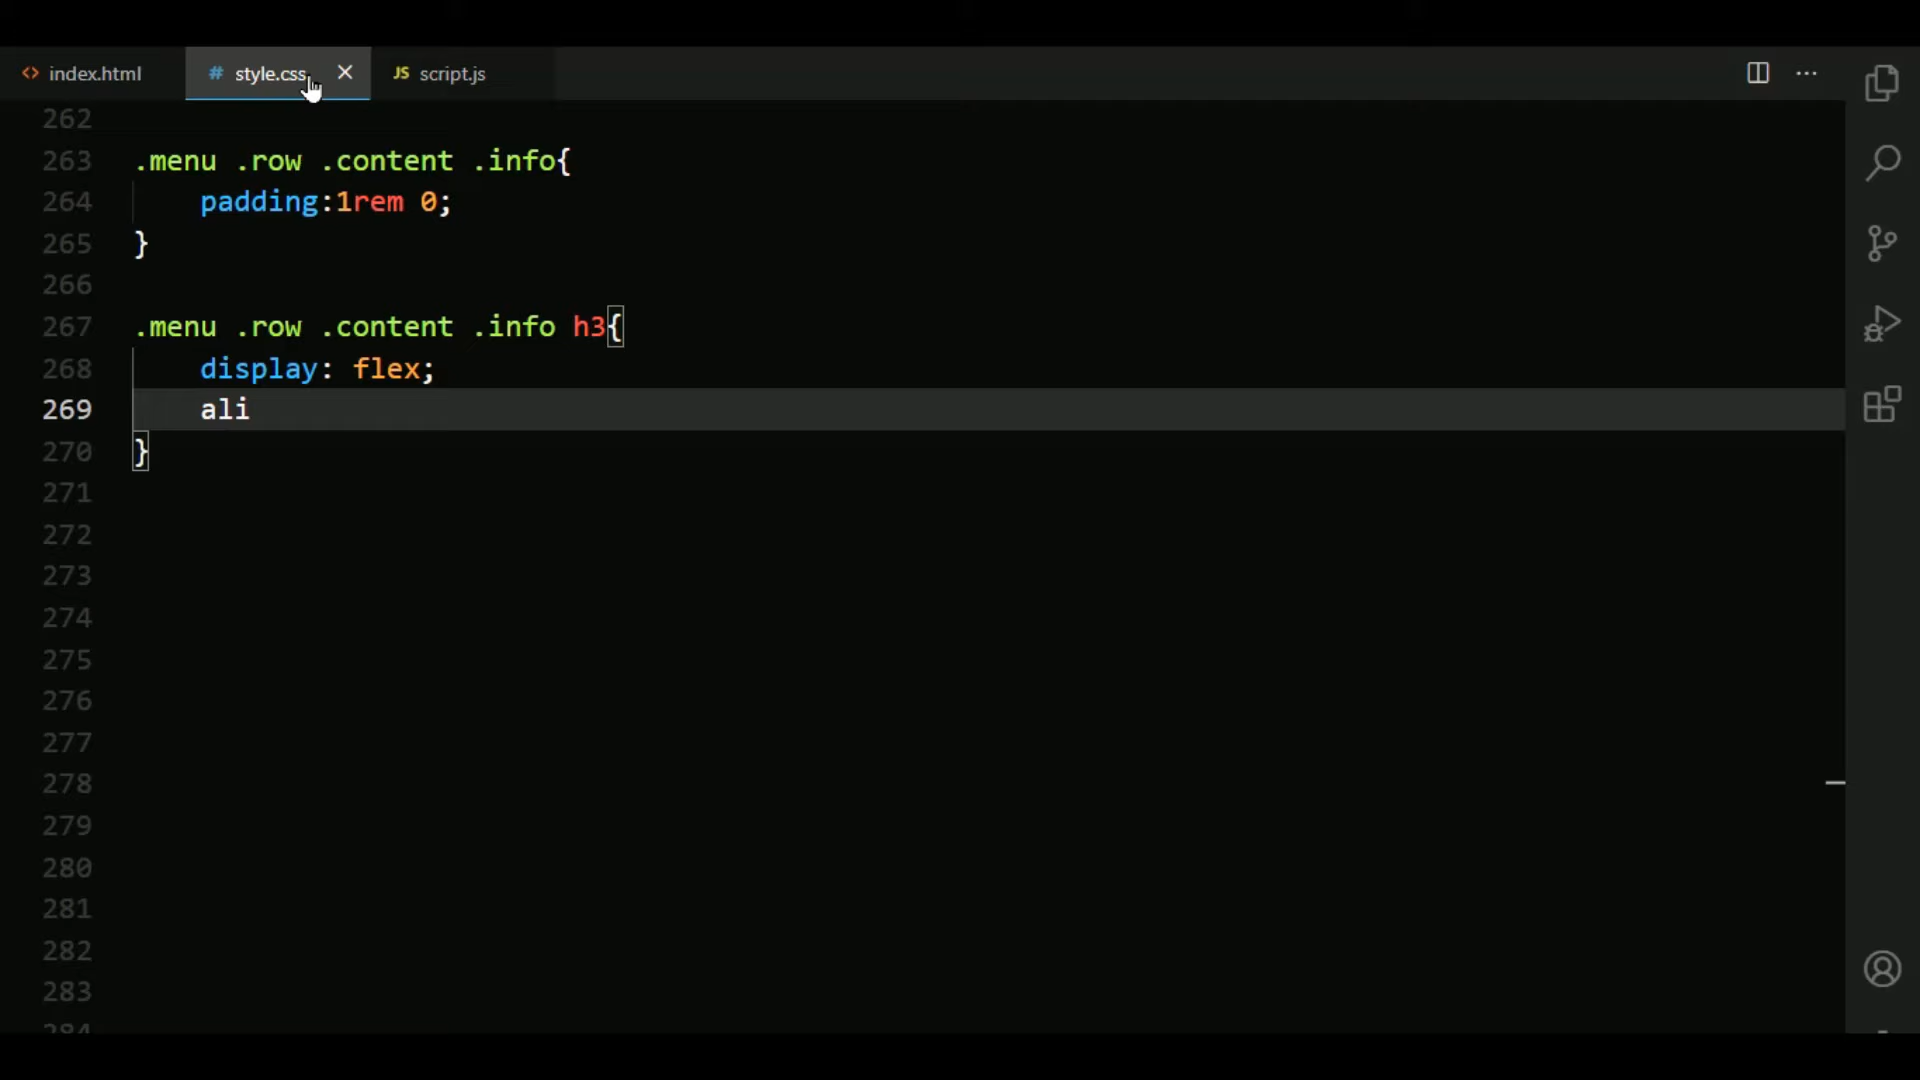 index.html
style.css
script.js
262
263 .menu .row .content .info{
264 padding:1rem 0;
265 }
266
267 .menu .row .content .info h3{
268 display: flex;
269 ali
270 }
271
272
273
274
275
276
277
278
279
280
281
282
283
284